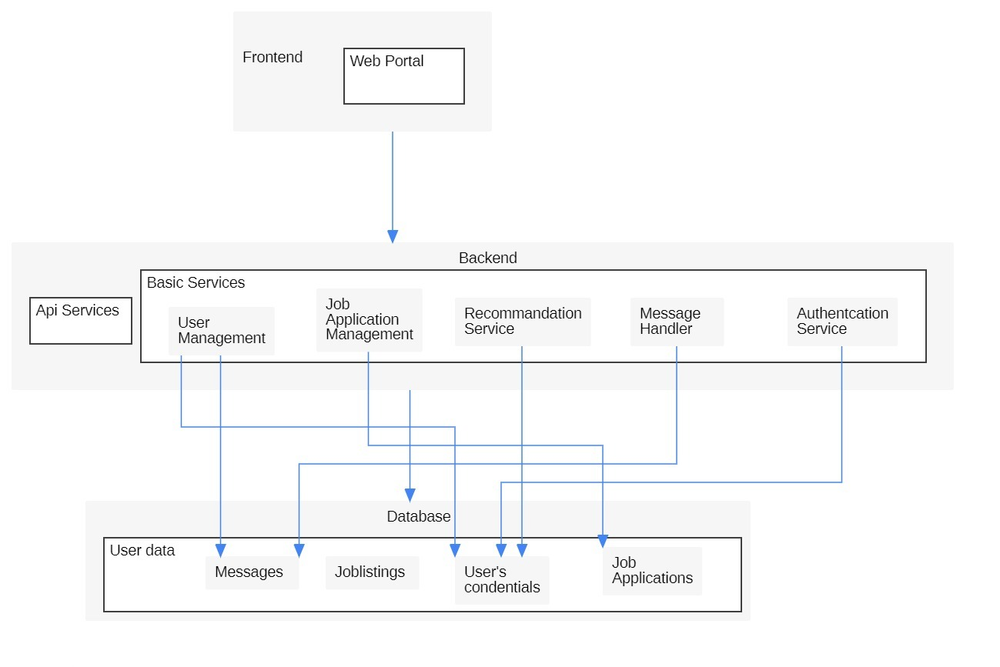 Frontend
Web Portal
Backend
Basic Services
Api Services
User
Management
Job
Application
Management
Recommandation
Service
Message
Handler
Authentcation
Service
Database
User data
Messages
Joblistings
User's
condentials
Job
Applications